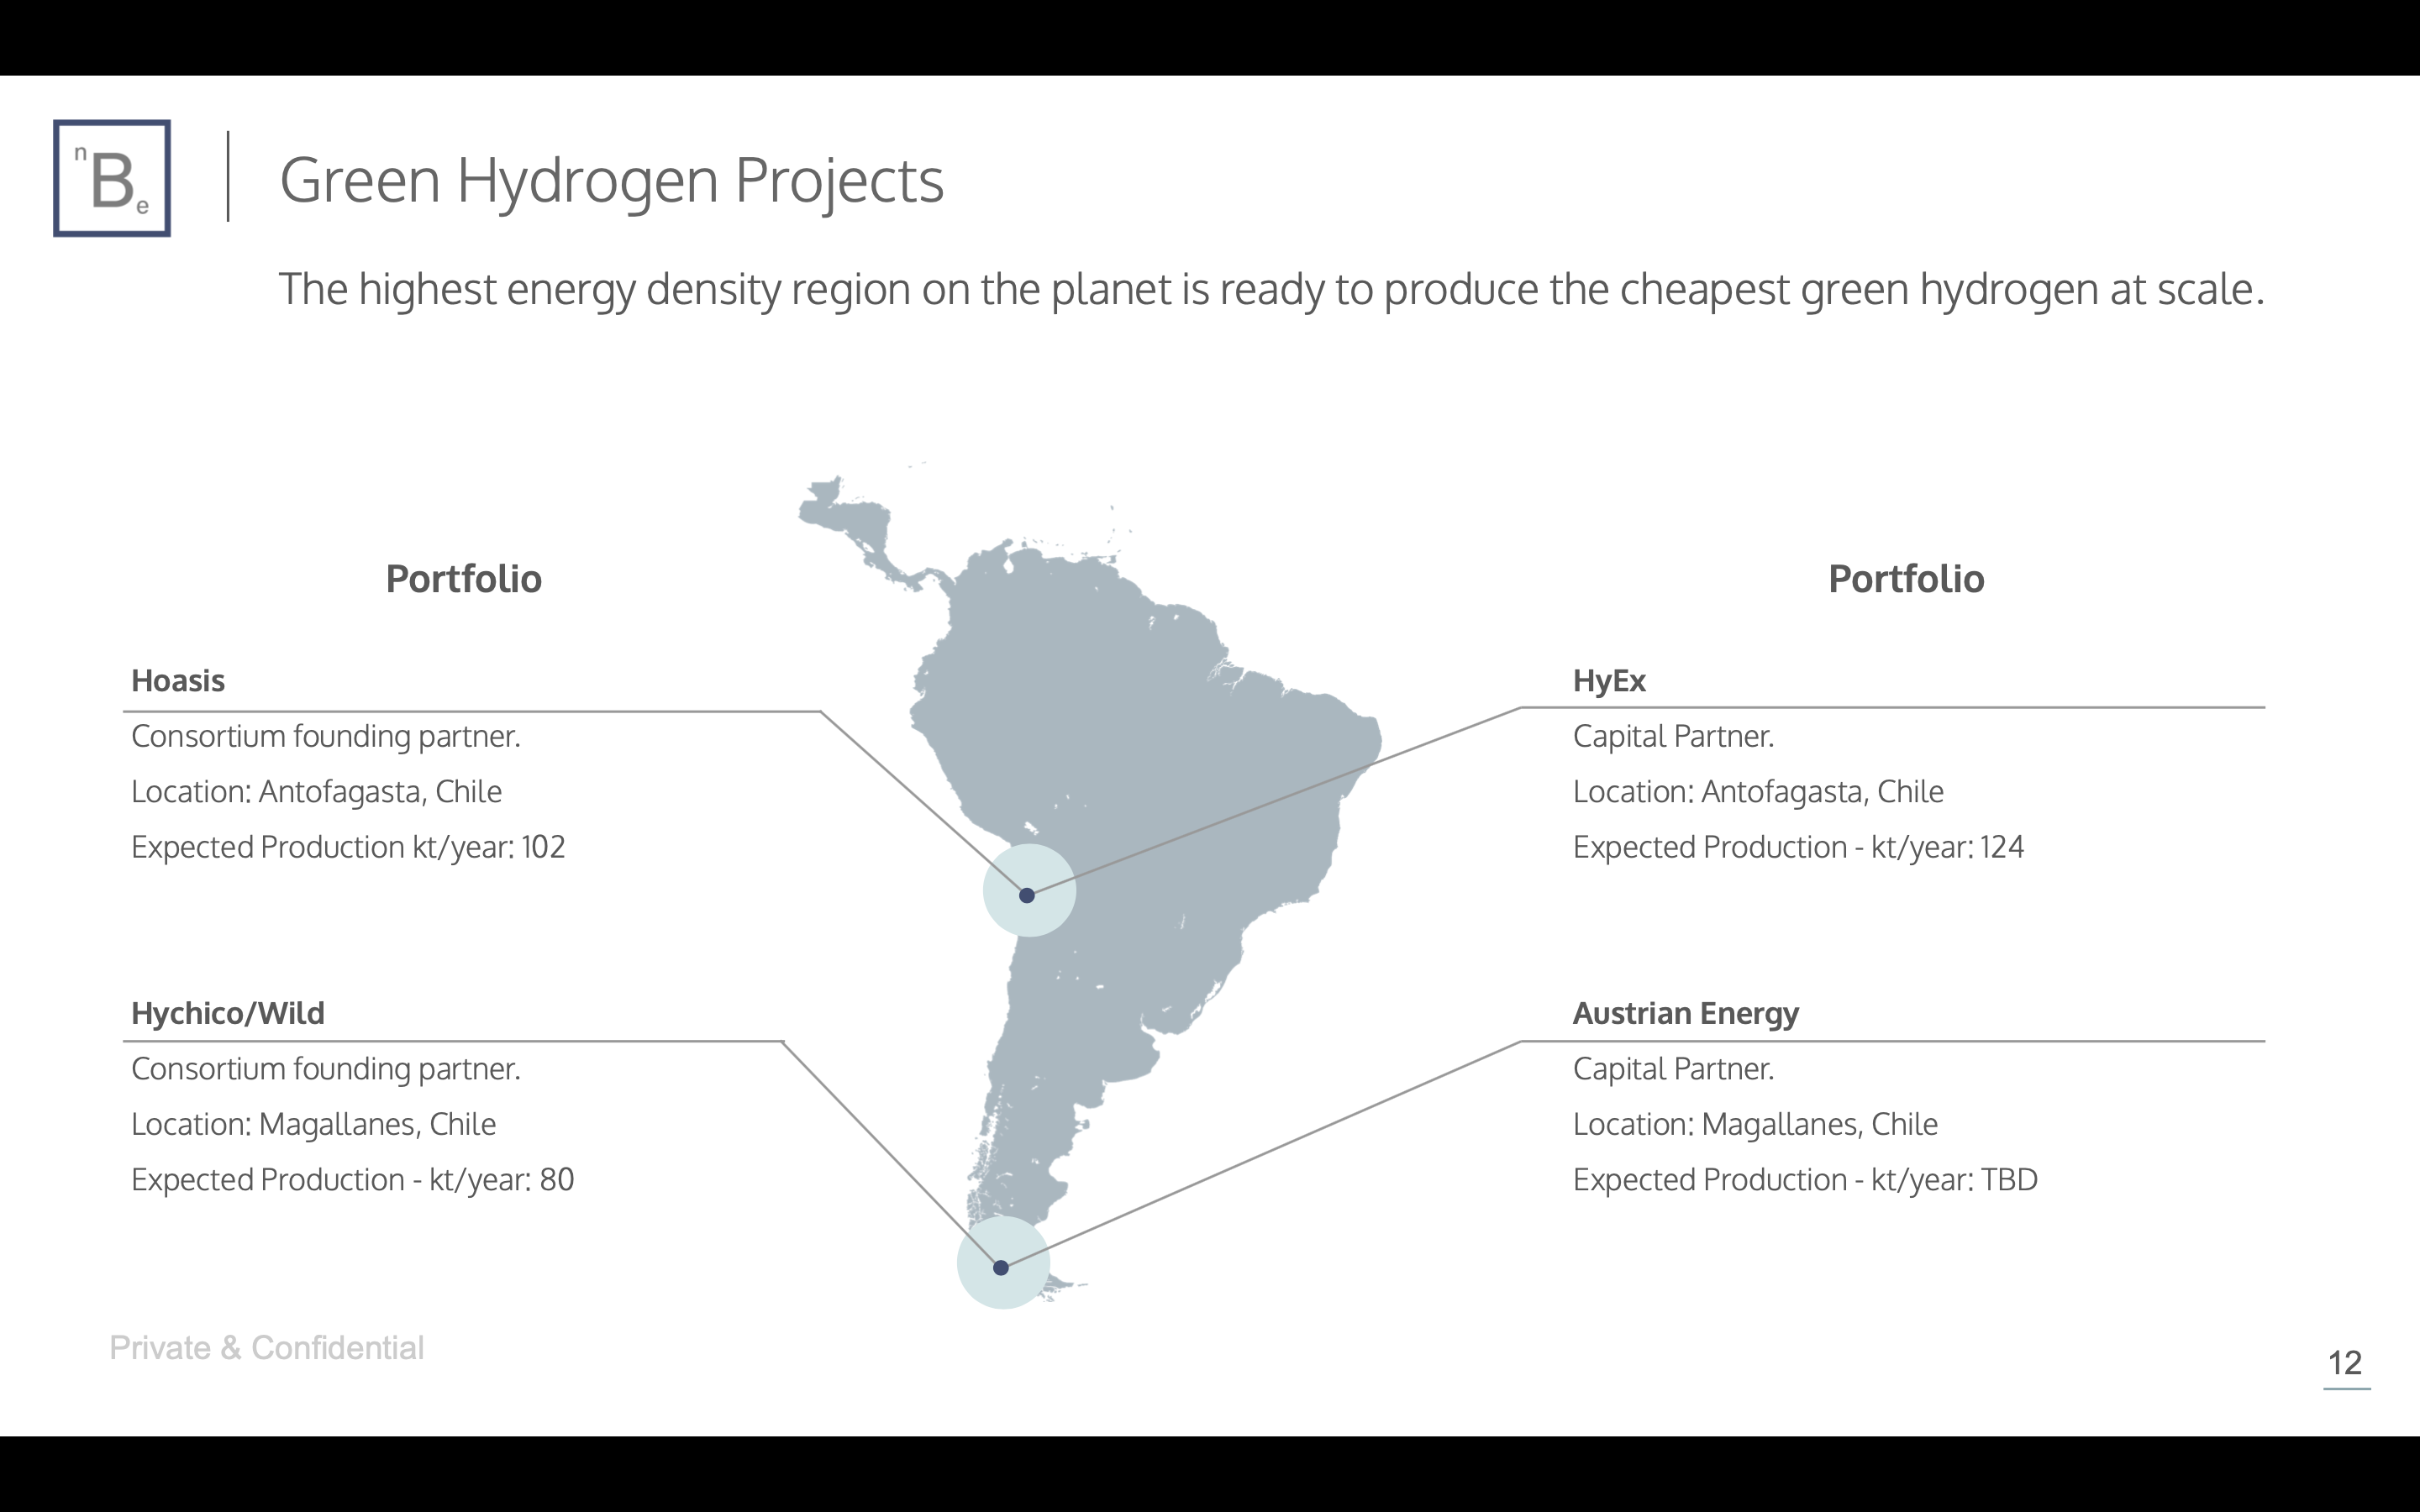 n
B
e
Green Hydrogen Projects
The highest energy density region on the planet is ready to produce the cheapest green hydrogen at scale.
Portfolio
Hoasis
Consortium founding partner.
Location: Antofagasta, Chile
Expected Production kt/year: 102
Hychico/Wild
Consortium founding partner.
Location: Magallanes, Chile
Expected Production - kt/year: 80
Portfolio
HyEx
Capital Partner.
Location: Antofagasta, Chile
Expected Production - kt/year: 124
Austrian Energy
Capital Partner.
Location: Magallanes, Chile
Expected Production - kt/year: TBD
Private & Confidential
12